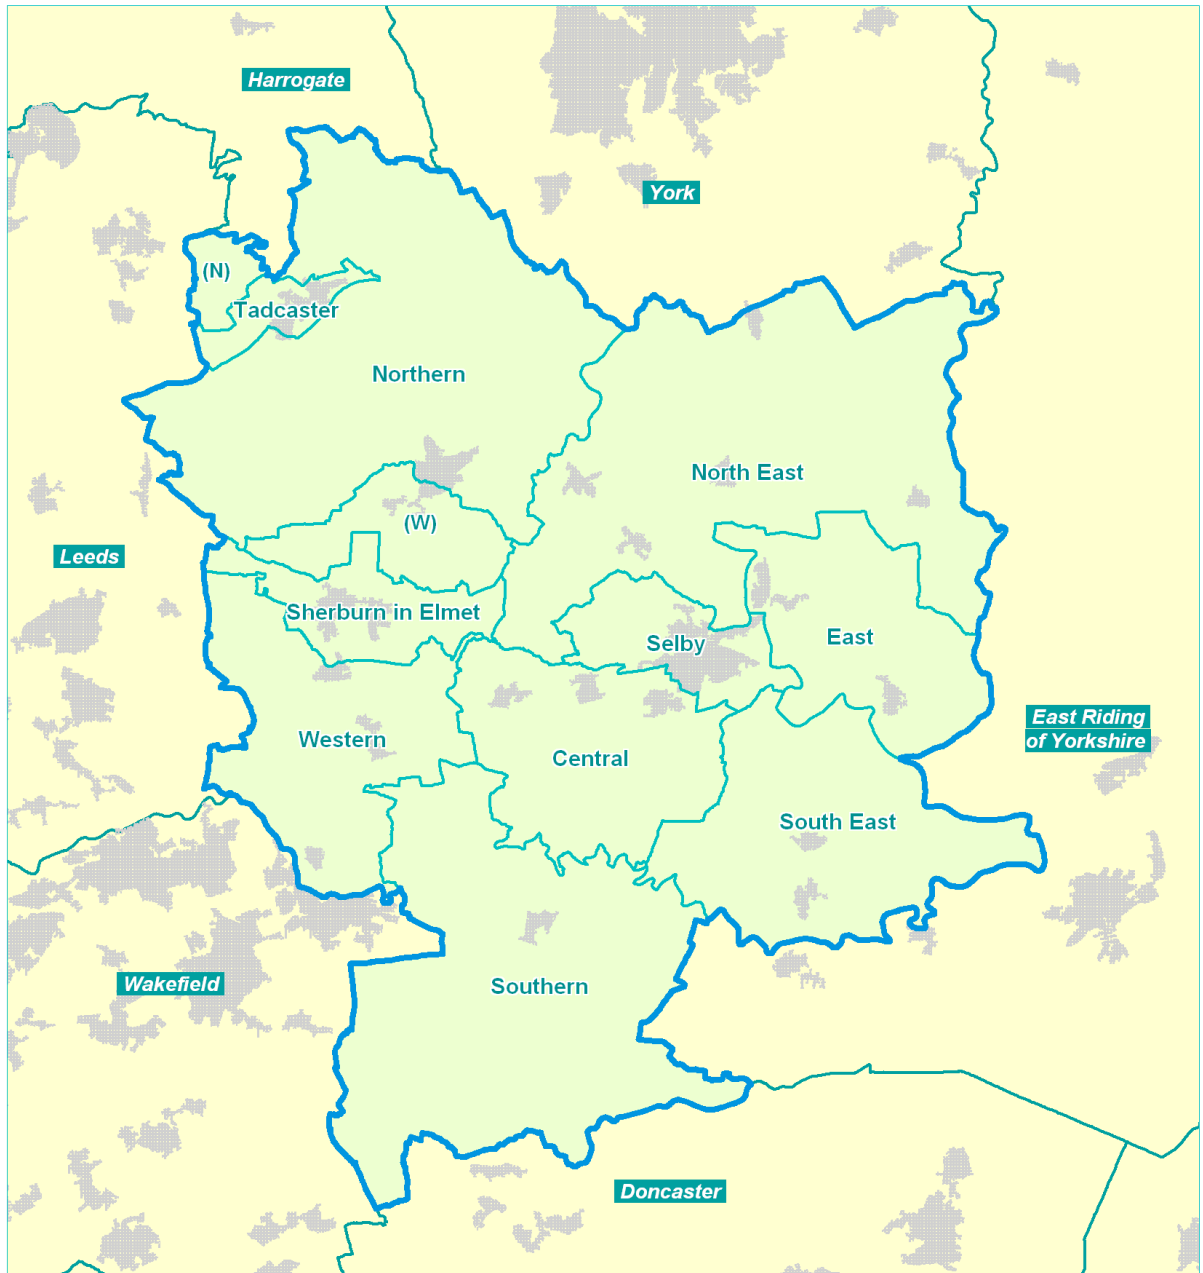 Harrogate
York
(N)
Tadcaster
Northern
North East
(W)
Leeds
Sherburn in Elmet
Selby
East
East Riding
of Yorkshire
Western
Central
South East
Wakefield
Southern
Doncaster